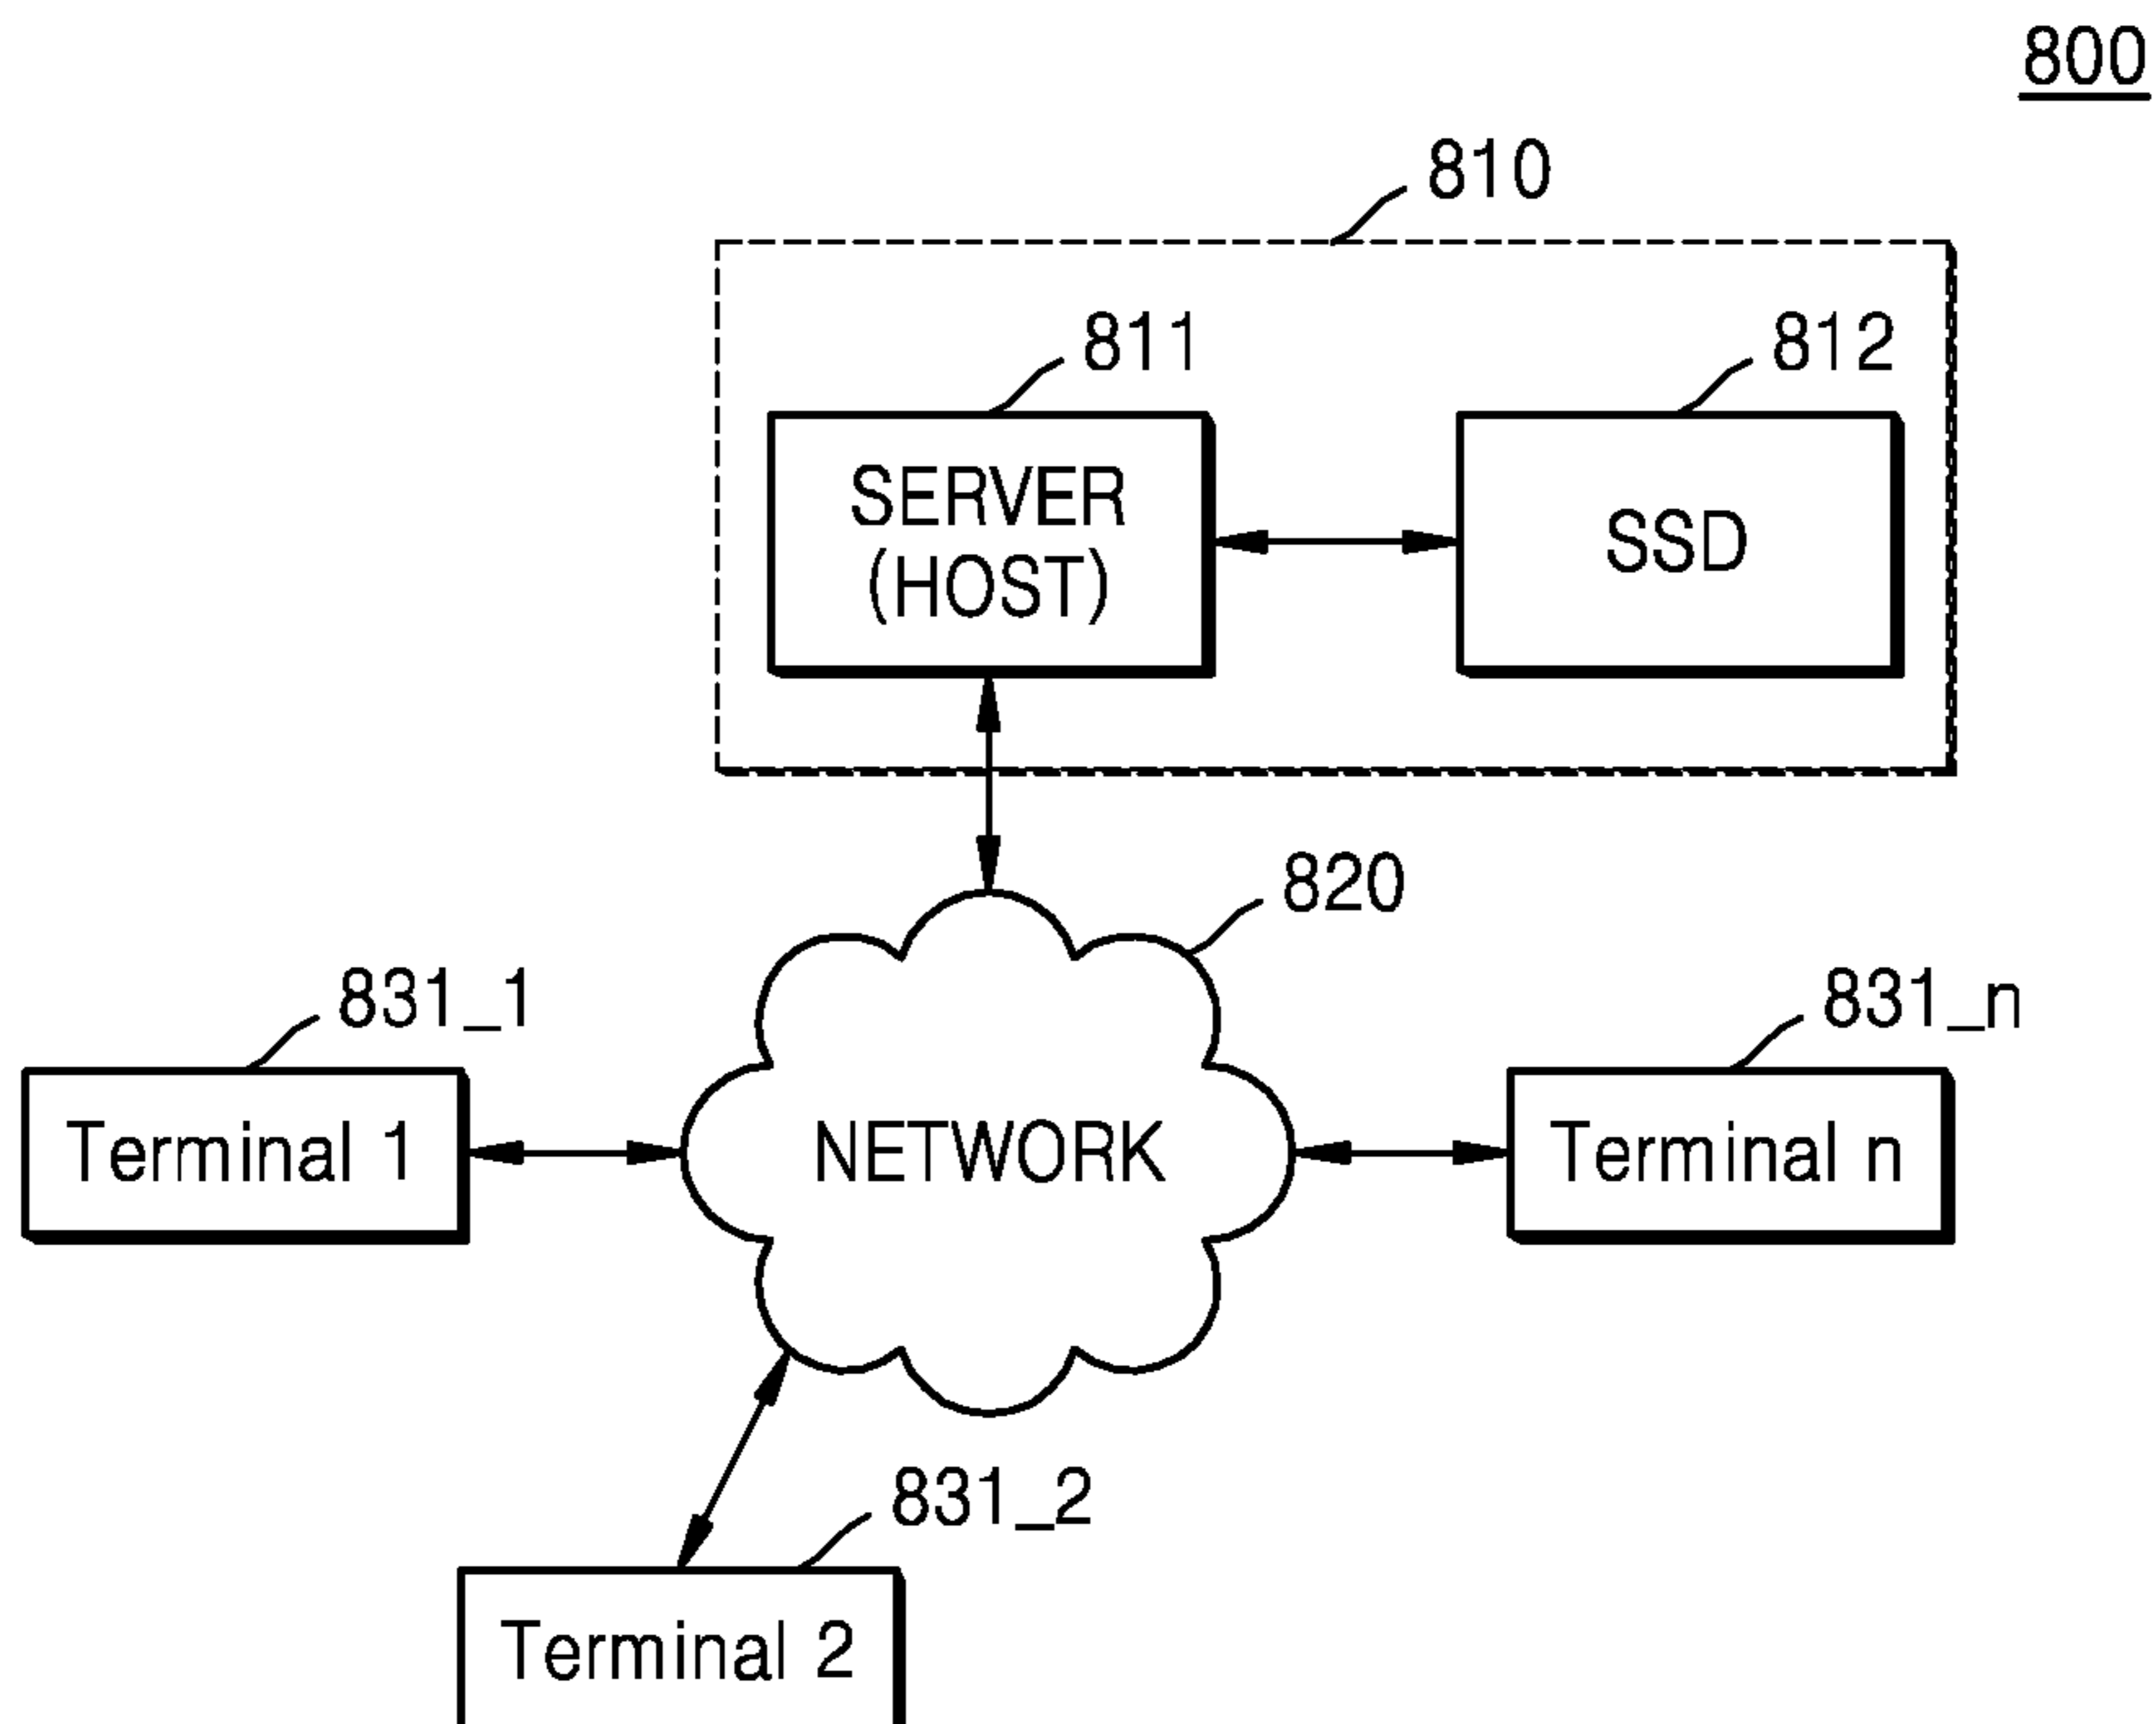 800
810
811
812
SERVER
(HOST)
SSD
820
831_1
831_n
Terminal 1
NETWORK
Terminal n
831_2
Terminal 2